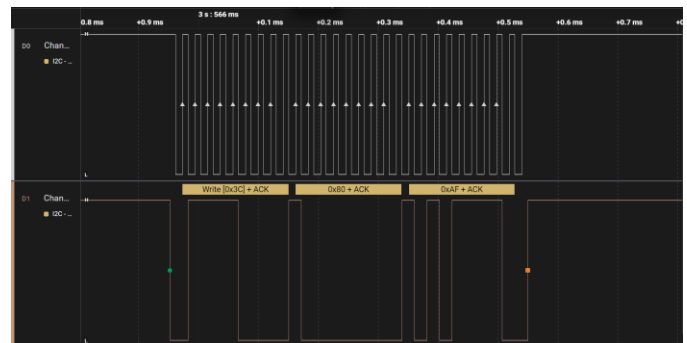 3 s : 566 ms
0.8 ms +0.9 ms +0.1 ms +0.2 ms +0.3 ms +0.4 ms +0.5 ms +0.6 ms +0.7 ms +0
D0 Chan...
H
I2C - ...
L
Write [0x3C] + ACK 0x80 + ACK 0xAF + ACK
D1 Chan...
H
I2C - ...
L